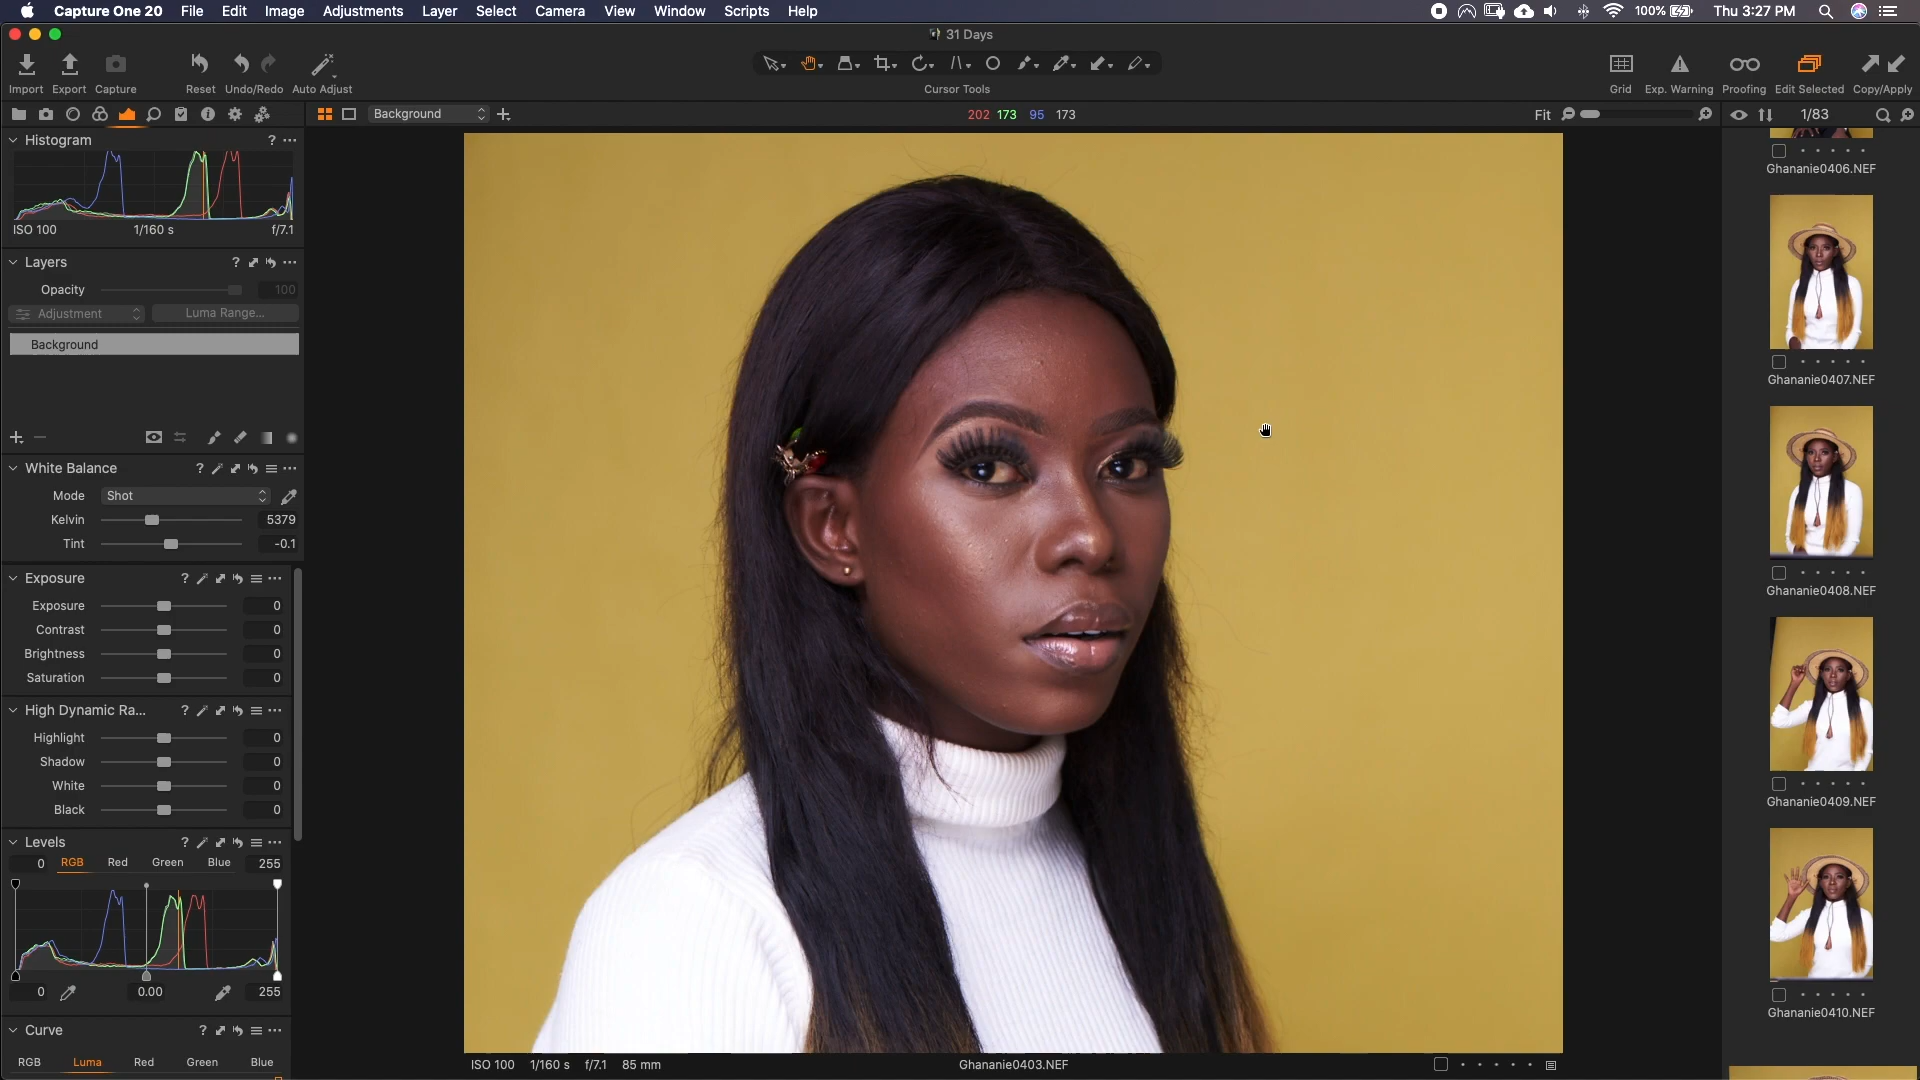 Capture One 20 File Edit Image Adjustments Layer Select Camera View Window Scripts Help 100% Thu 3:27 PM
31 Days
Import Export Capture Reset Undo/Redo Auto Adjust Cursor Tools Grid Exp. Warning Proofing Edit Selected Copy/Apply
Background 202 173 95 173 Fit 1/83
Histogram ?
ISO 100 1/160 s f/7.1
Layers ?
Opacity 100
Adjustment Luma Range...
Background
White Balance ?
Mode Shot
Kelvin 5379
Tint -0.1
Exposure ?
Exposure 0
Contrast 0
Brightness 0
Saturation 0
High Dynamic Ra... ?
Highlight 0
Shadow 0
White 0
Black 0
Levels ?
0 RGB Red Green Blue 255
0 0.00 255
Curve ?
RGB Luma Red Green Blue
ISO 100 1/160 s f/7.1 85 mm Ghananie0403.NEF
Ghananie0406.NEF
Ghananie0407.NEF
Ghananie0408.NEF
Ghananie0409.NEF
Ghananie0410.NEF